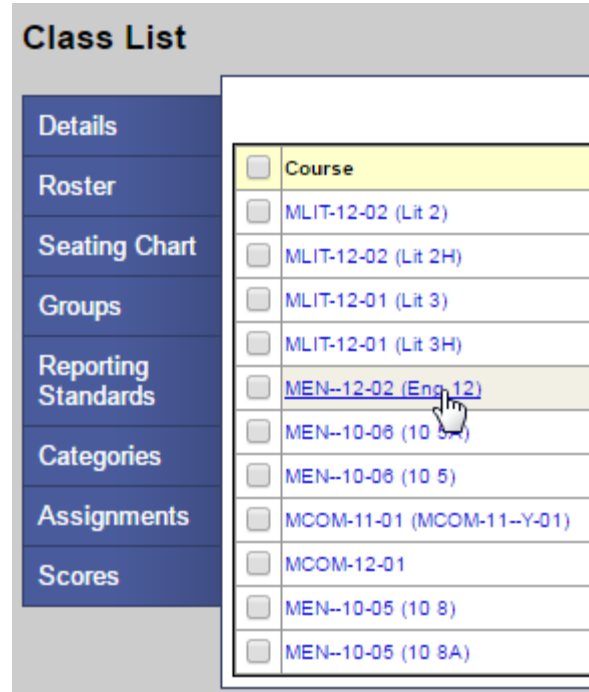 Class List
Details
Roster
Seating Chart
Groups
Reporting
Standards
Categories
Assignments
Scores
Course
MLIT-12-02 (Lit 2)
MLIT-12-02 (Lit 2H)
MLIT-12-01 (Lit 3)
MLIT-12-01 (Lit 3H)
MEN--12-02 (Eng 12)
MEN--10-06 (10 5A)
MEN--10-06 (10 5)
MCOM-11-01 (MCOM-11--Y-01)
MCOM-12-01
MEN--10-05 (10 8)
MEN--10-05 (10 8A)